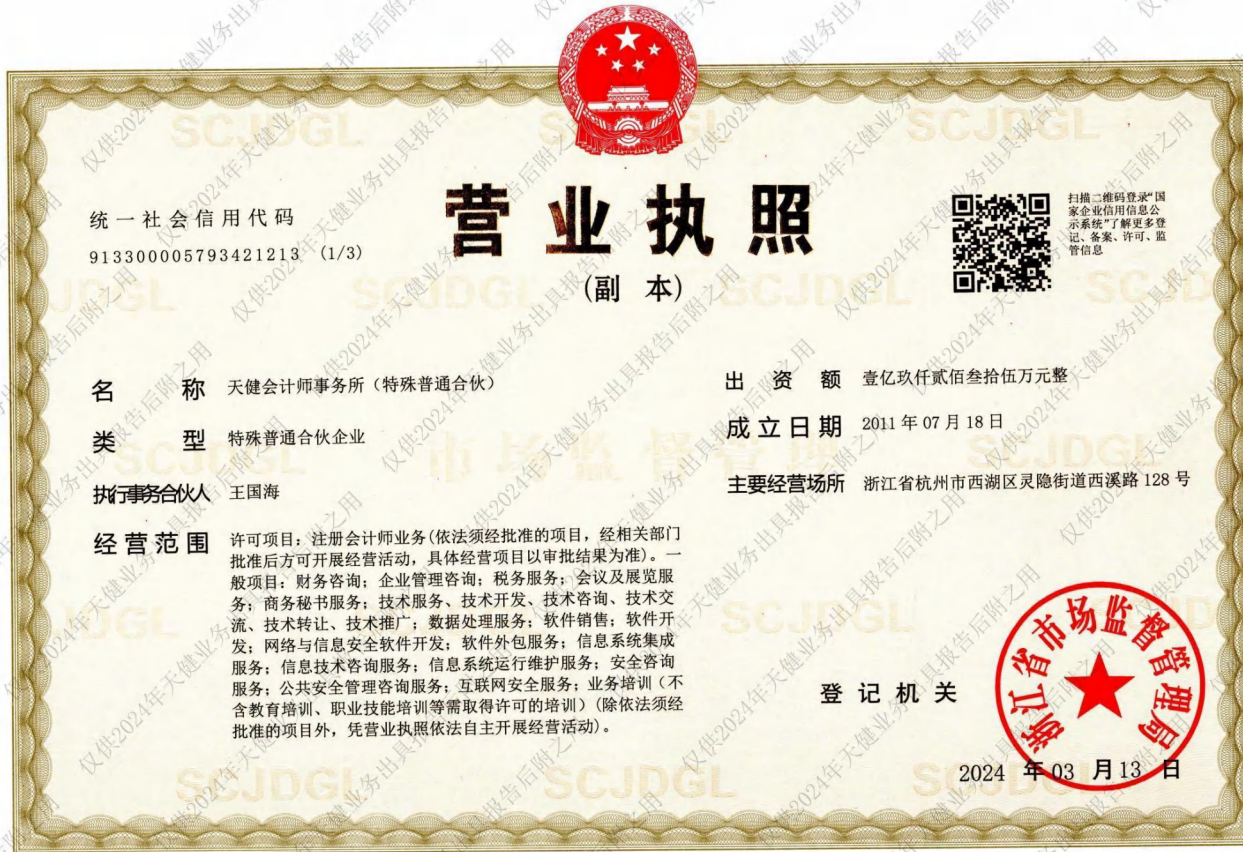 统一社会信用代码
913300005793421213 (1/3)
营业执照
(副 本)
扫描二维码登录“国
家企业信用信息公
示系统”了解更多登
记、备案、许可、监
管信息
名 称 天健会计师事务所（特殊普通合伙）
类 型 特殊普通合伙企业
执行事务合伙人 王国海
经营范围 许可项目：注册会计师业务(依法须经批准的项目，经相关部门
批准后方可开展经营活动，具体经营项目以审批结果为准)。一
般项目：财务咨询；企业管理咨询；税务服务；会议及展览服
务；商务秘书服务；技术服务、技术开发、技术咨询、技术交
流、技术转让、技术推广；数据处理服务；软件销售；软件开
发；网络与信息安全软件开发；软件外包服务；信息系统集成
服务；信息技术咨询服务；信息系统运行维护服务；安全咨询
服务；公共安全管理咨询服务；互联网安全服务；业务培训（不
含教育培训、职业技能培训等需取得许可的培训）(除依法须经
批准的项目外，凭营业执照依法自主开展经营活动)。
出 资 额 壹亿玖仟贰佰叁拾伍万元整
成立日期 2011年07月18日
主要经营场所 浙江省杭州市西湖区灵隐街道西溪路128号
登记机关
浙江省市场监督管理局
2024 年 03 月 13 日
仅供2024年天健业务出具报告后附之用
SCJDGL
市场监督管理